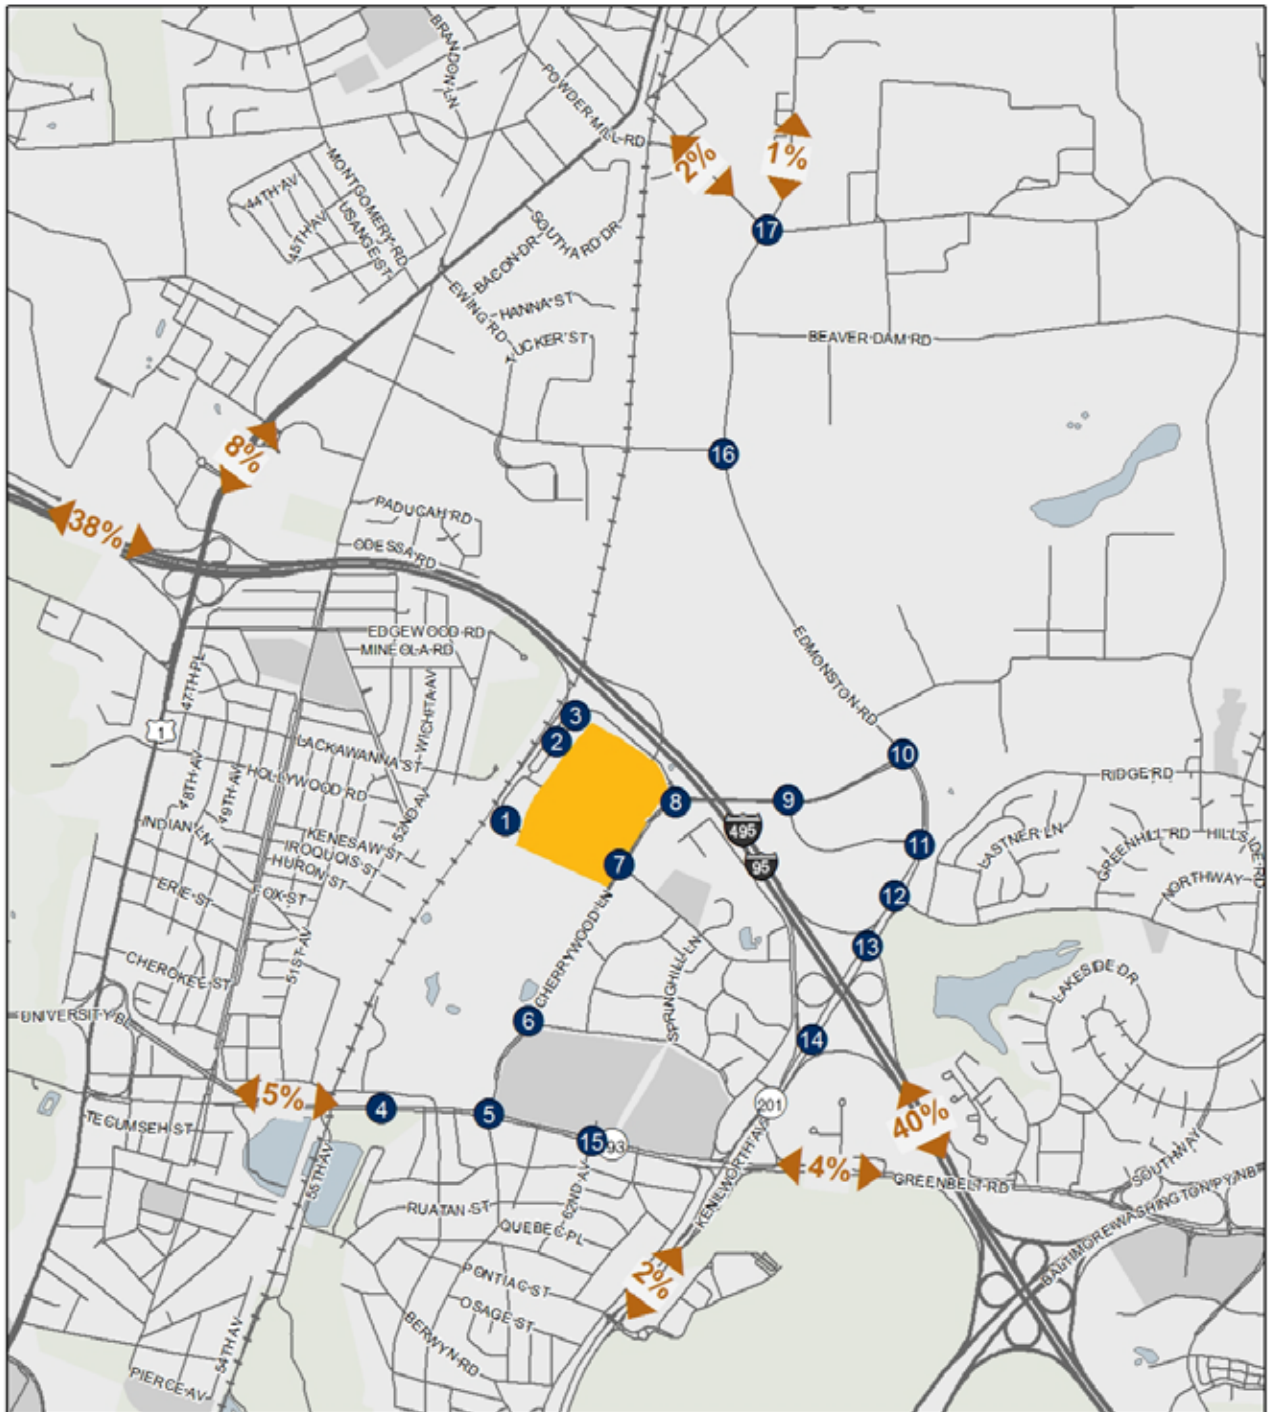 BRANDON LN
POWDER MILL RD
2%
1%
MONTGOMERY RD
44TH AV
45TH AV
USANGE ST
17
SOUTHARD DR
BACON DR
EWING RD
HANNA ST
BEAVER DAM RD
8%
16
38%
PADUCAH RD
ODESSA RD
EDGEWOOD RD
MINEOLA RD
EDMONSTON RD
47TH PL
WICHITA AV
3
1
2
10
LACKAWANNA ST
RIDGE RD
48TH AV
49TH AV
HOLLYWOOD RD
52ND AV
8
9
1
495
INDIAN LN
KENESAW ST
IROQUOIS ST
HURON ST
LASTNER LN
GREENHILL RD
HILLSIDE RD
11
7
95
NORTHWAY
ERIE ST
FOX ST
12
CHERRYWOOD LN
51ST AV
SPRINGHILL LN
13
CHEROKEE ST
LAKESIDE DR
UNIVERSITY BL
6
14
5%
4
5
201
40%
TECUMSEH ST
15
193
55TH AV
62ND AV
KENILWORTH AV
4%
GREENBELT RD
SOUTHWAY
RUATAN ST
QUEBEC PL
BALTIMORE WASHINGTON PY NB
2%
PONTIAC ST
OSAGE ST
BERWYN RD
54TH AV
PIERCE AV